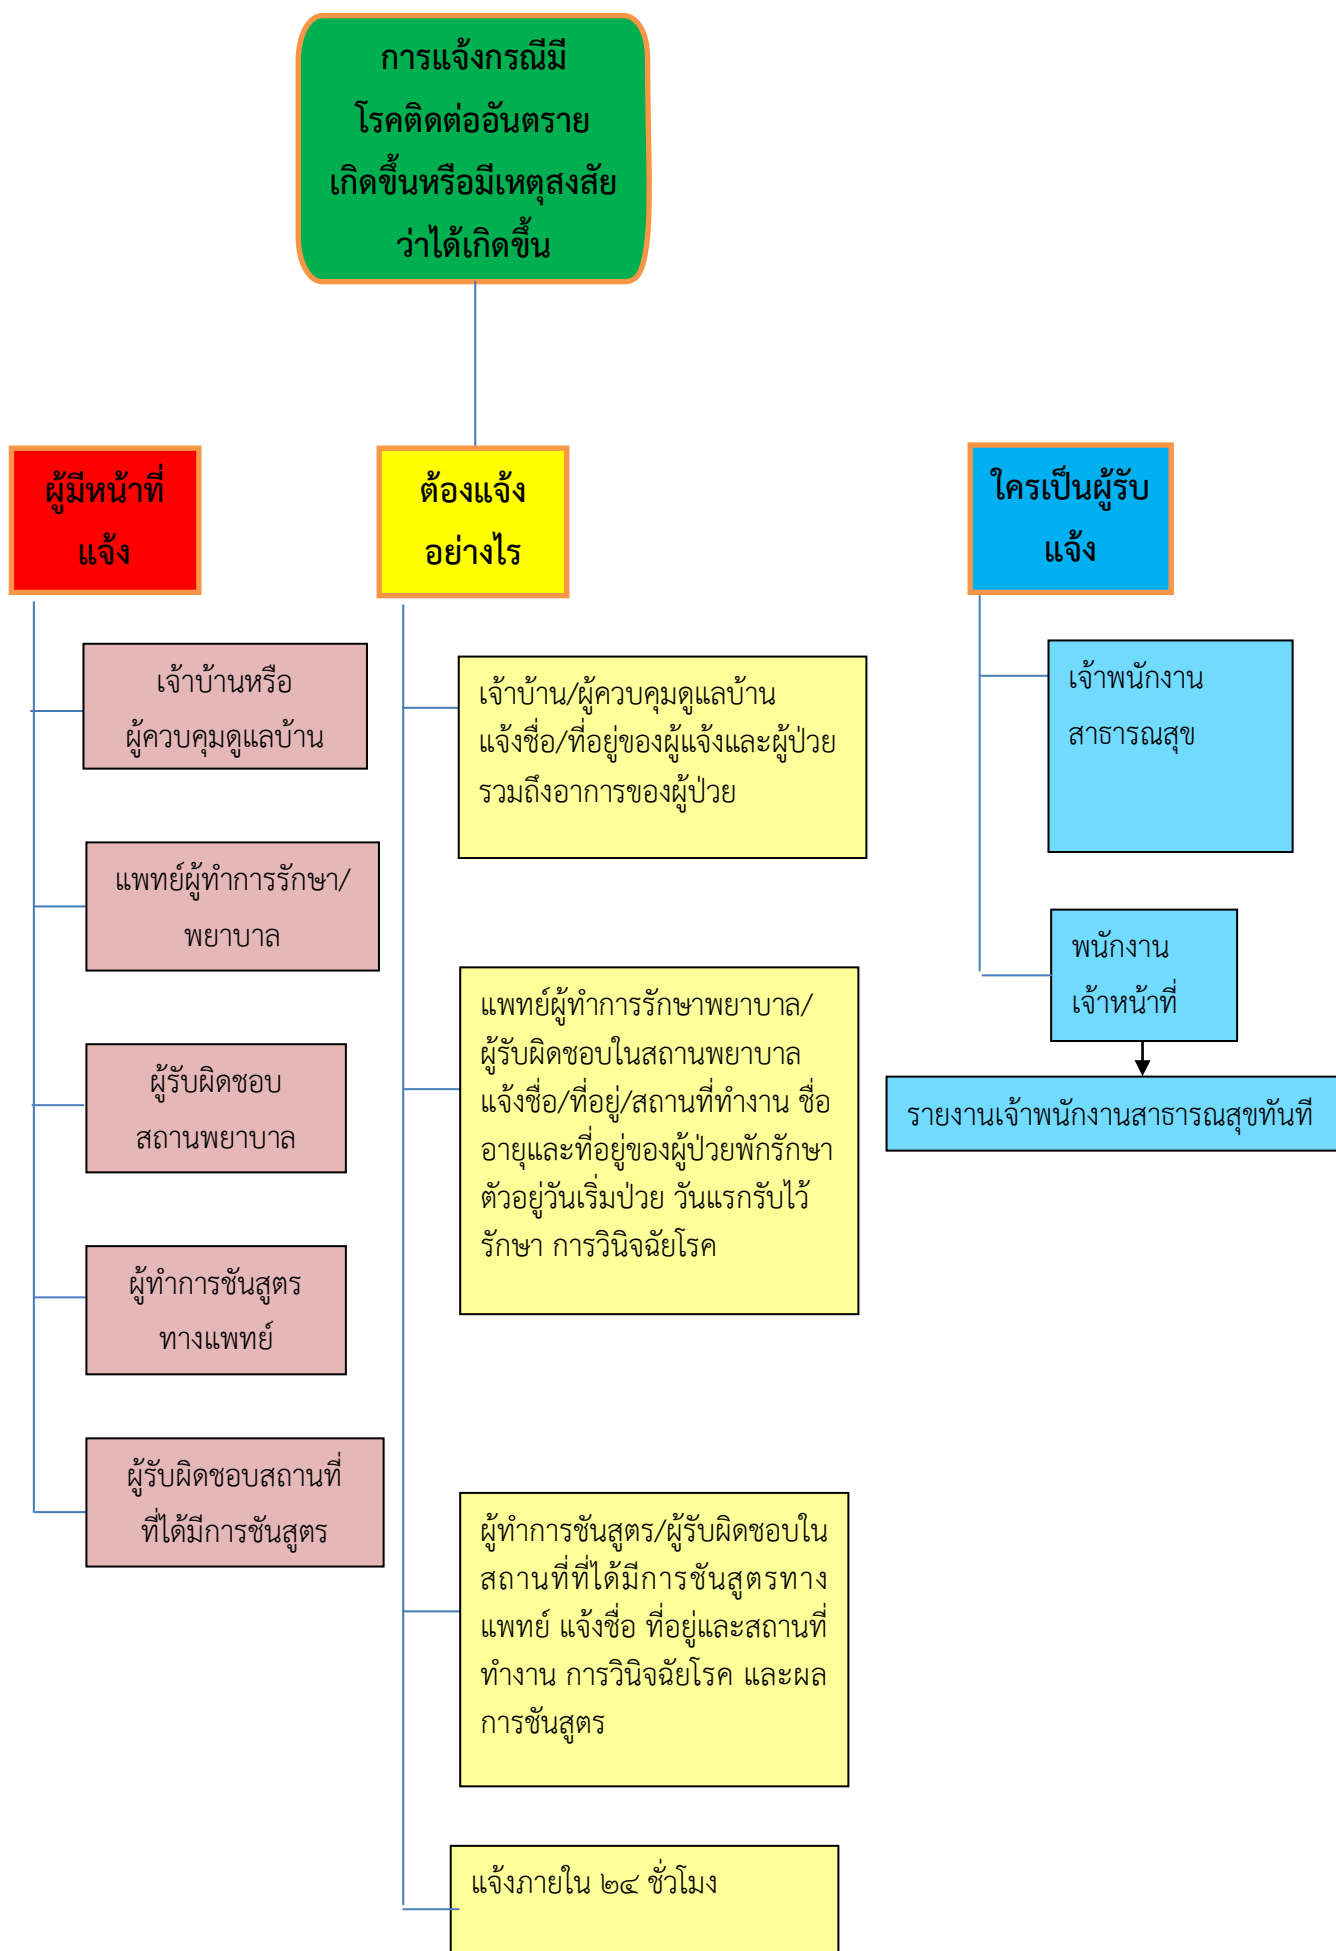 การแจ้งกรณีมี
โรคติดต่ออันตราย
เกิดขึ้นหรือมีเหตุสงสัย
ว่าได้เกิดขึ้น
ผู้มีหน้าที่
แจ้ง
เจ้าบ้านหรือ
ผู้ควบคุมดูแลบ้าน
แพทย์ผู้ทำการรักษา/
พยาบาล
ผู้รับผิดชอบ
สถานพยาบาล
ผู้ทำการชันสูตร
ทางแพทย์
ผู้รับผิดชอบสถานที่
ที่ได้มีการชันสูตร
ต้องแจ้ง
อย่างไร
เจ้าบ้าน/ผู้ควบคุมดูแลบ้าน
แจ้งชื่อ/ที่อยู่ของผู้แจ้งและผู้ป่วย
รวมถึงอาการของผู้ป่วย
แพทย์ผู้ทำการรักษาพยาบาล/
ผู้รับผิดชอบในสถานพยาบาล
แจ้งชื่อ/ที่อยู่/สถานที่ทำงาน ชื่อ
อายุและที่อยู่ของผู้ป่วยพักรักษา
ตัวอยู่วันเริ่มป่วย วันแรกรับไว้
รักษา การวินิจฉัยโรค
ผู้ทำการชันสูตร/ผู้รับผิดชอบใน
สถานที่ที่ได้มีการชันสูตรทาง
แพทย์ แจ้งชื่อ ที่อยู่และสถานที่
ทำงาน การวินิจฉัยโรค และผล
การชันสูตร
แจ้งภายใน ๒๔ ชั่วโมง
ใครเป็นผู้รับ
แจ้ง
เจ้าพนักงาน
สาธารณสุข
พนักงาน
เจ้าหน้าที่
รายงานเจ้าพนักงานสาธารณสุขทันที